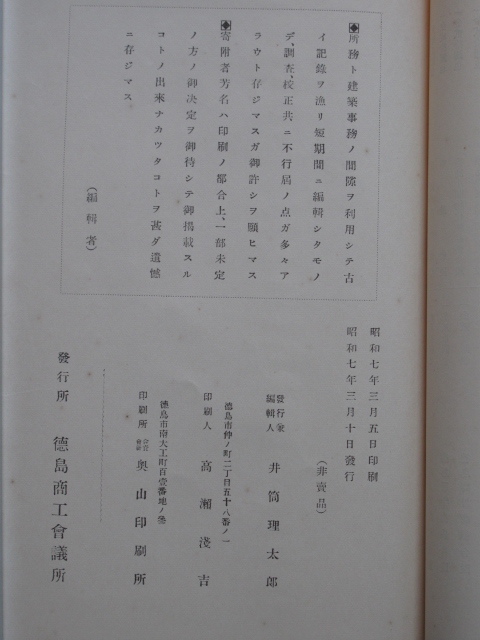 ◆所務ト建築事務ノ間隙ヲ利用シテ古
イ記錄ヲ漁リ短期間ニ編輯シタモノ
デ、調查、校正共ニ不行屆ノ点ガ多々ア
ラウト存ジマスガ御許シヲ願ヒマス
◆寄附者芳名ハ印刷ノ都合上、一部未定
ノ方ノ御決定ヲ御待シテ御揭載スル
コトノ出來ナカツタコトヲ甚ダ遺憾
ニ存ジマス
(編輯者)
昭和七年三月五日印刷
昭和七年三月十日發行
(非賣品)
發行兼
編輯人 井筒理太郎
德島市仲ノ町二丁目五十八番ノ一
印刷人 高瀨淺吉
德島市南大工町百壹番地ノ
印刷所 奧山印刷所
發行所 德島商工會議所